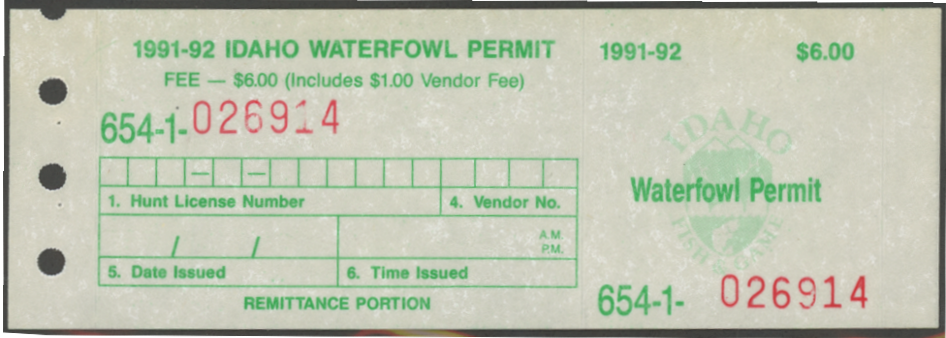 1991-92 IDAHO WATERFOWL PERMIT
FEE — $6.00 (Includes $1.00 Vendor Fee)
654-1-026914
1. Hunt License Number
4. Vendor No.
/ /
A.M.
P.M.
5. Date Issued
6. Time Issued
REMITTANCE PORTION
1991-92 $6.00
IDAHO
Waterfowl Permit
FISH & GAME
654-1- 026914